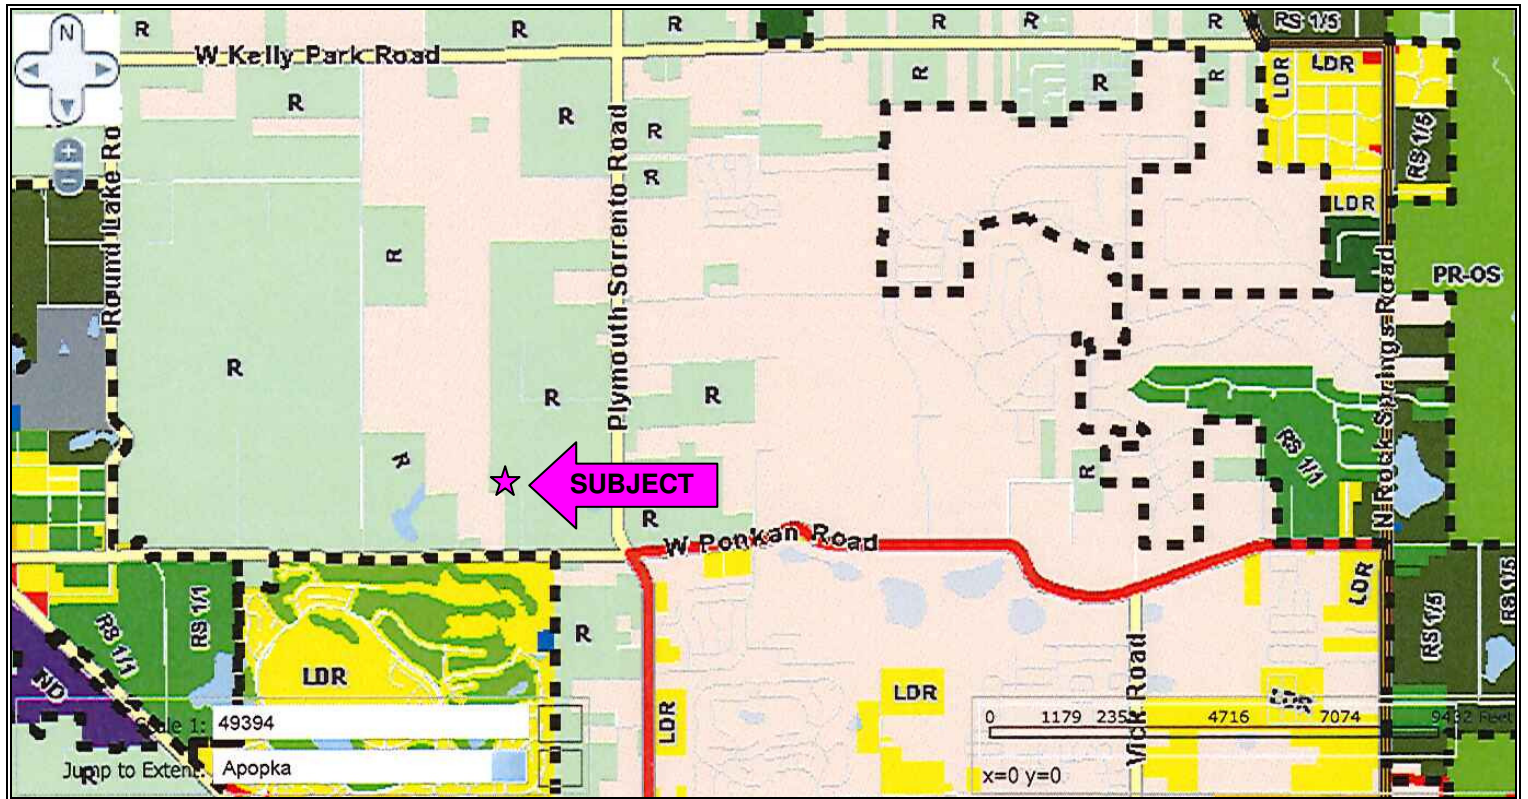 N
R
R
R
R
R
R
RS 1/5
W Kelly Park Road
R
R
R
R
R
R
R
LDR
LDR
RS 1/5
LDR
Round Lake Ro
Plymouth Sorrento Road
N Rock Springs Road
PR-OS
R
R
R
R
R
R
RS 1/1
SUBJECT
R
W Ponkan Road
RS 1/1
RS 1/1
R
LDR
RS 1/5
RS 1/5
ND
LDR
LDR
LDR
LDR
Vick Road
Scale 1: 49394
0 1179 2358 4716 7074 9432 Feet
Jump to Extent: Apopka
R
x=0 y=0